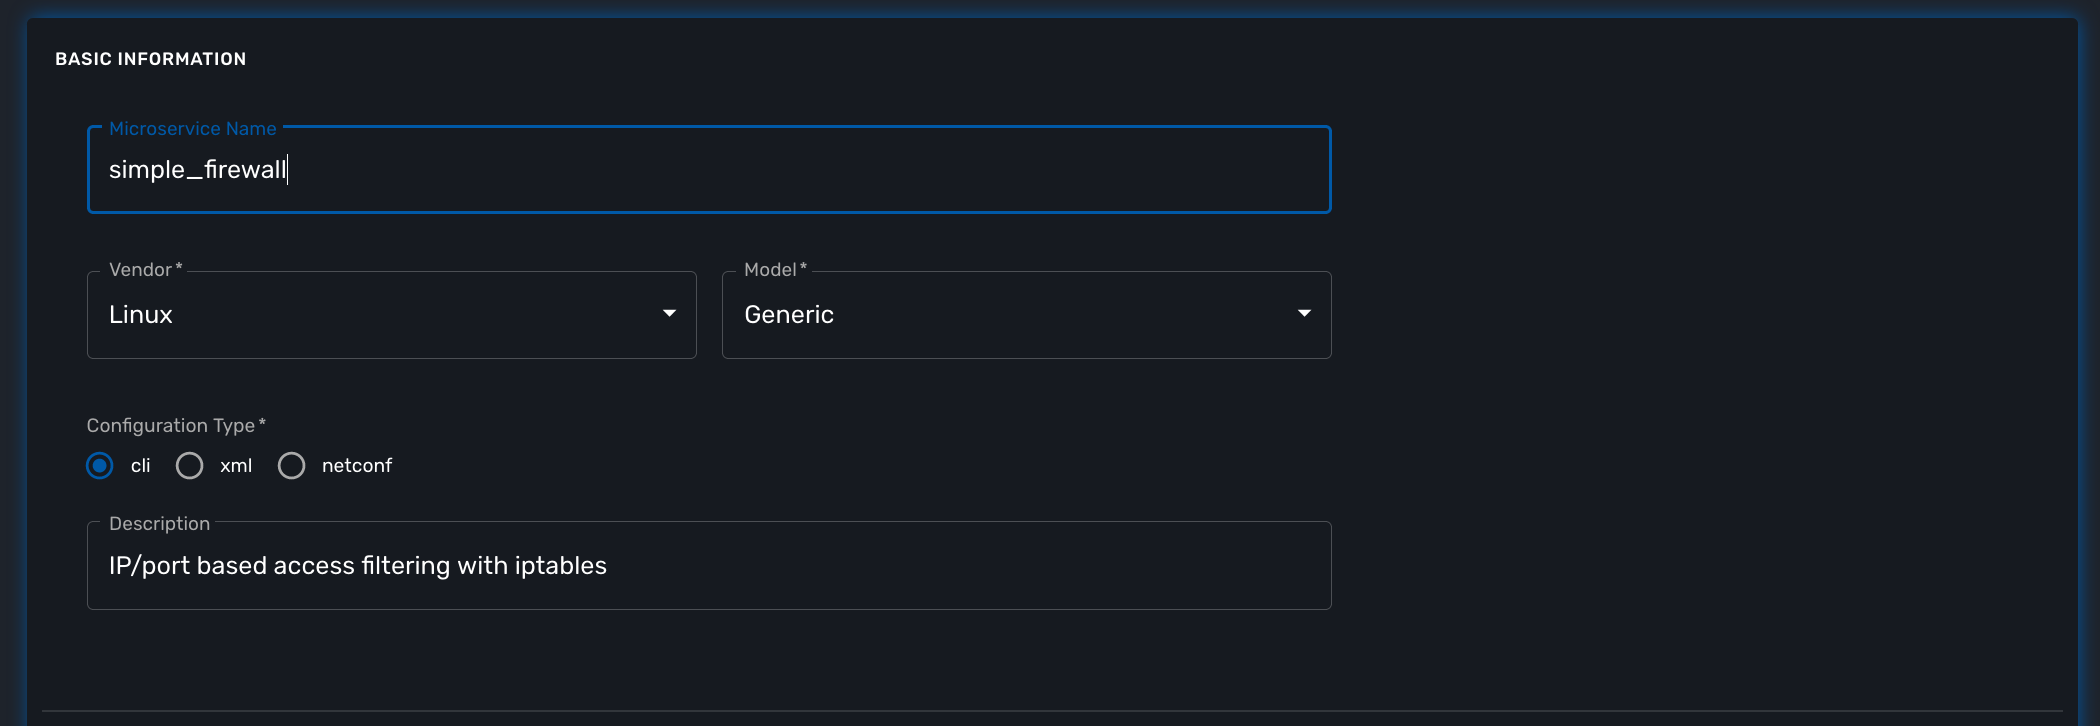 BASIC INFORMATION
Microservice Name
simple_firewall
Vendor* Model*
Linux Generic
Configuration Type*
cli xml netconf
Description
IP/port based access filtering with iptables